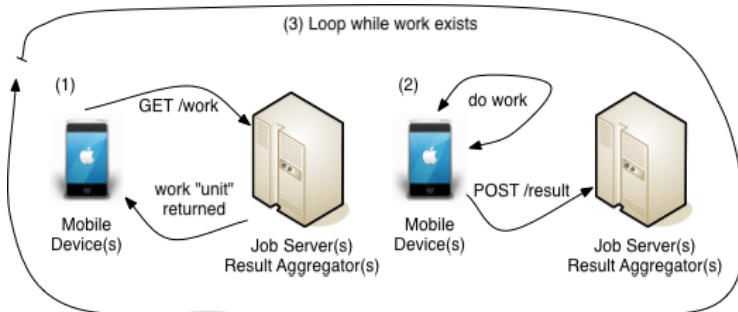 (3) Loop while work exists
(1)
GET /work
work "unit"
returned
Mobile
Device(s)
Job Server(s)
Result Aggregator(s)
(2)
do work
POST /result
Mobile
Device(s)
Job Server(s)
Result Aggregator(s)